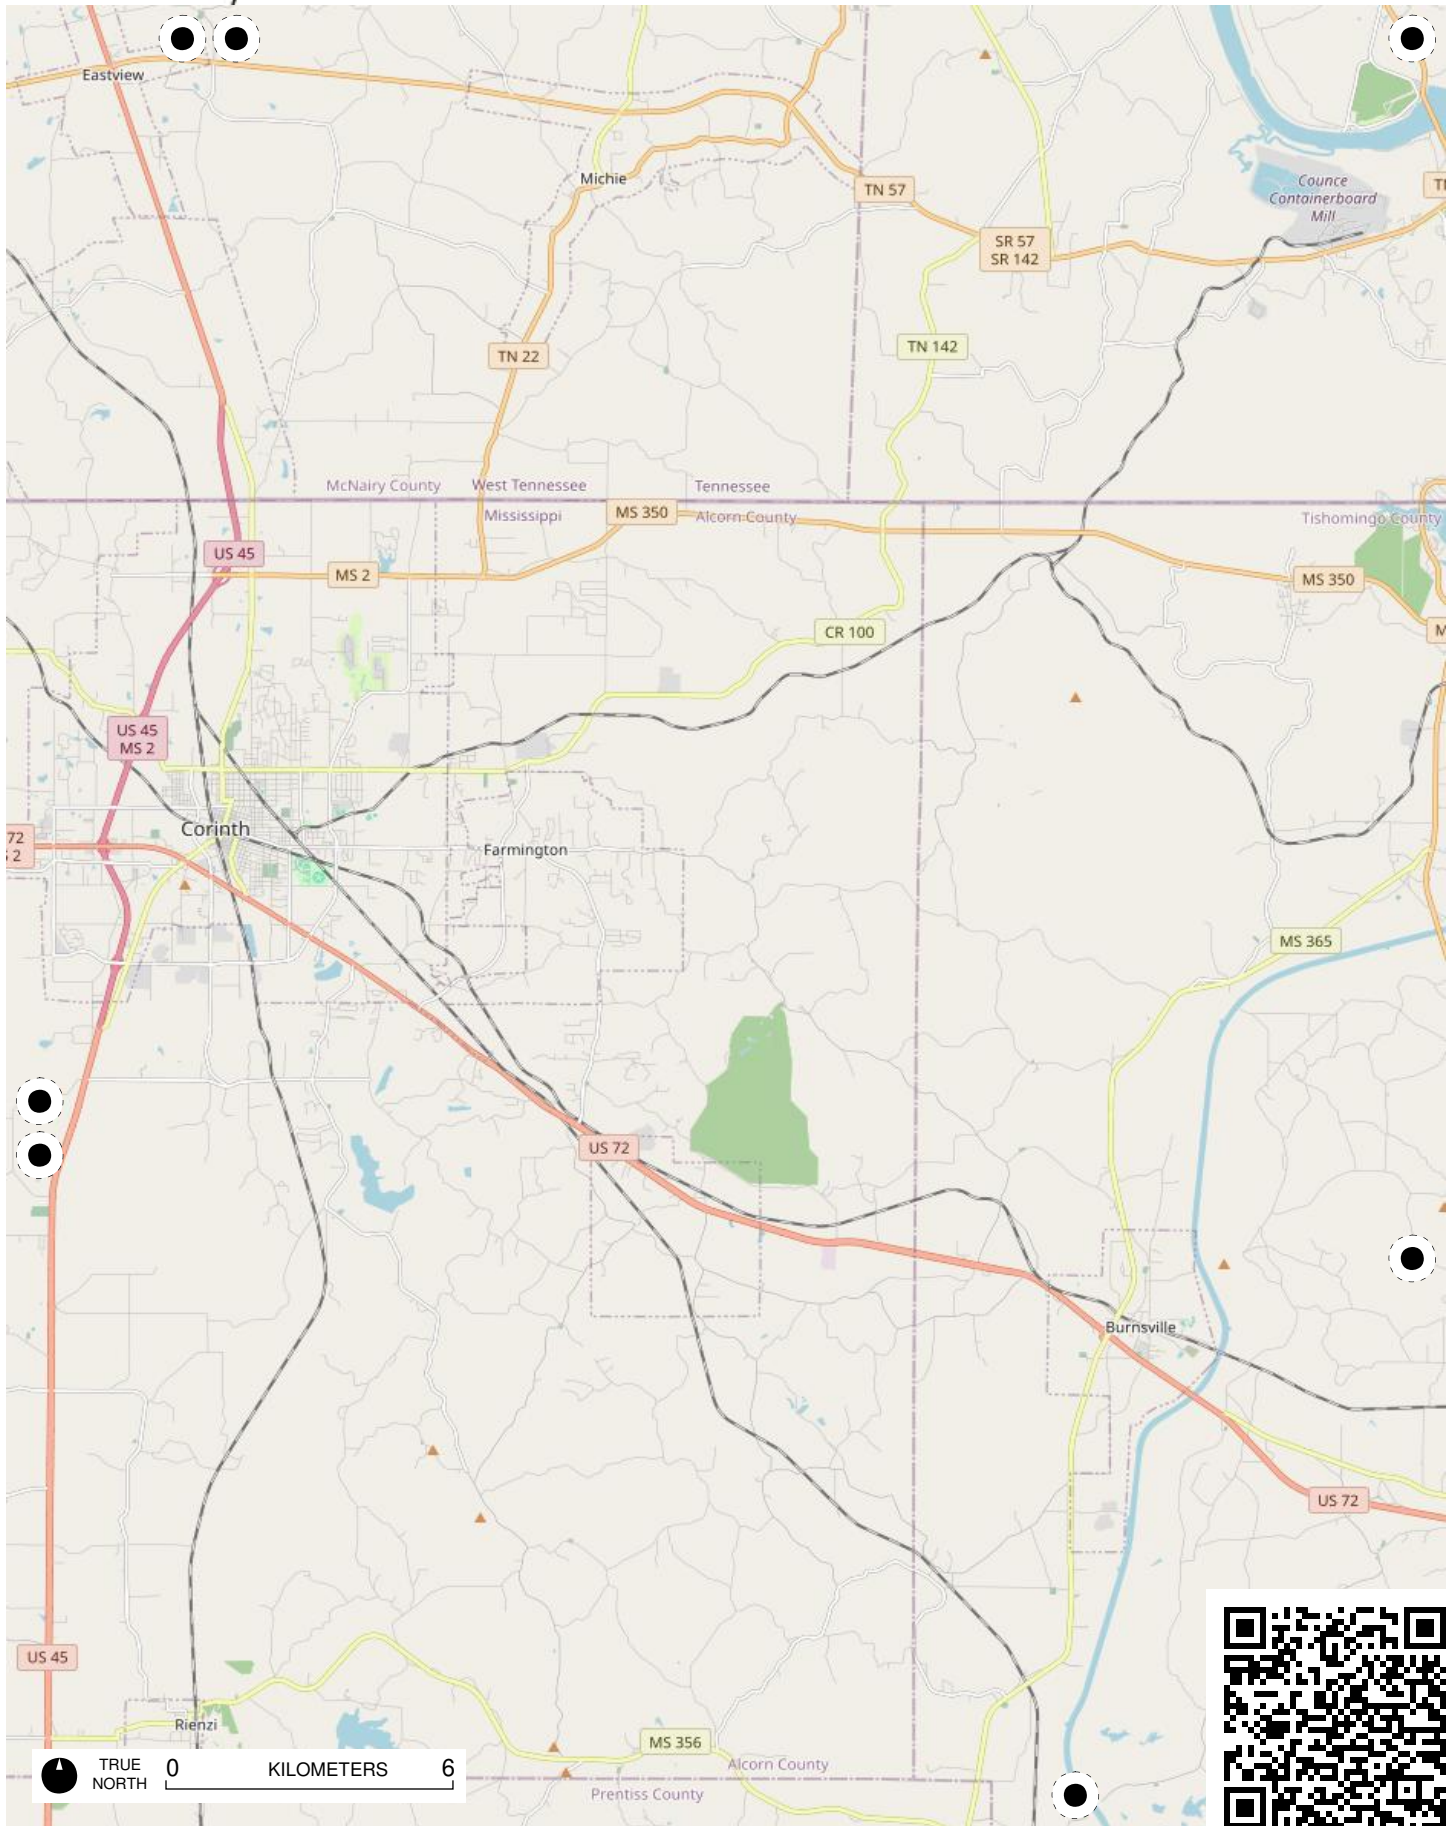 Eastview
Michie
TN 57
Counce
Containerboard
Mill
SR 57
SR 142
TN 142
TN 22
McNairy County
West Tennessee
Tennessee
Mississippi
MS 350
Alcorn County
Tishomingo County
US 45
MS 2
MS 350
CR 100
US 45
MS 2
Corinth
72
Farmington
MS 365
US 72
Burnsville
US 72
US 45
Rienzi
MS 356
Alcorn County
Prentiss County
TRUE
NORTH
0 KILOMETERS 6